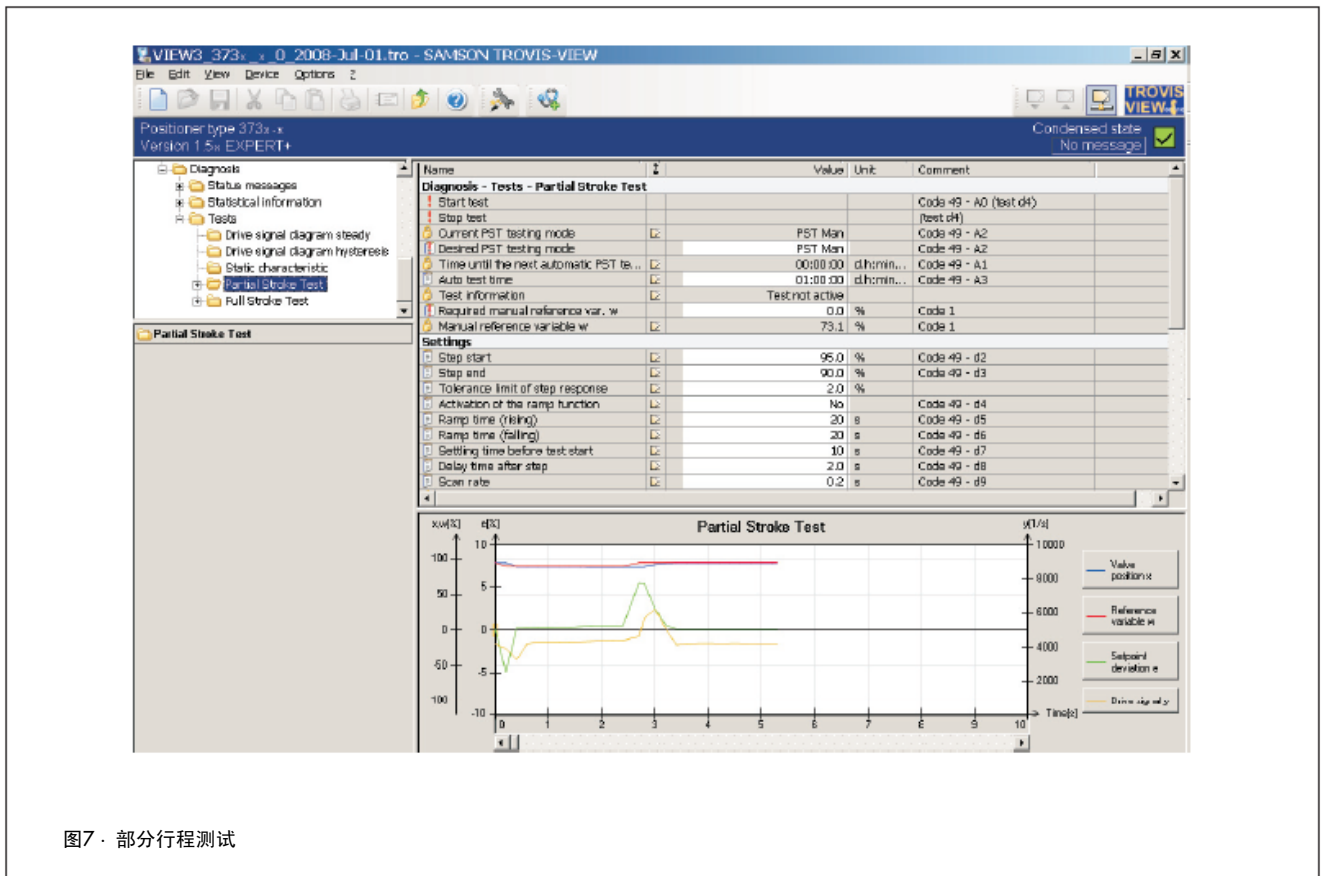 VIEW3_373x_x_0_2008-Jul-01.tro - SAMSON TROVIS-VIEW
File Edit View Device Options ?
TROVIS
VIEW
Positioner type 373x-x
Version 1.5x EXPERT+
Condensed state
No message
Diagnosis
Status messages
Statistical information
Tests
Drive signal diagram steady
Drive signal diagram hysteresis
Static characteristic
Partial Stroke Test
Full Stroke Test
Partial Stroke Test
Name Value Unit Comment
Diagnosis - Tests - Partial Stroke Test
Start test Code 49 - A0 (test d4)
Stop test (test d4)
Current PST testing mode PST Man Code 49 - A2
Desired PST testing mode PST Man Code 49 - A2
Time until the next automatic PST te... 00:00:00 d.h:min... Code 49 - A1
Auto test time 01:00:00 d.h:min... Code 49 - A3
Test information Test not active
Required manual reference var. w 0.0 % Code 1
Manual reference variable w 73.1 % Code 1
Settings
Step start 95.0 % Code 49 - d2
Step end 90.0 % Code 49 - d3
Tolerance limit of step response 2.0 %
Activation of the ramp function No Code 49 - d4
Ramp time (rising) 20 s Code 49 - d5
Ramp time (falling) 20 s Code 49 - d6
Settling time before test start 10 s Code 49 - d7
Delay time after step 2.0 s Code 49 - d8
Scan rate 0.2 s Code 49 - d9
Partial Stroke Test
x,w[%] e[%] y[1/s]
100 50 0 -50 100
10 5 0 -5 -10
10000 8000 6000 4000 2000
0 1 2 3 4 5 6 7 8 9 10
Time[s]
Valve
position x
Reference
variable w
Setpoint
deviation e
Drive signal y
图7 · 部分行程测试